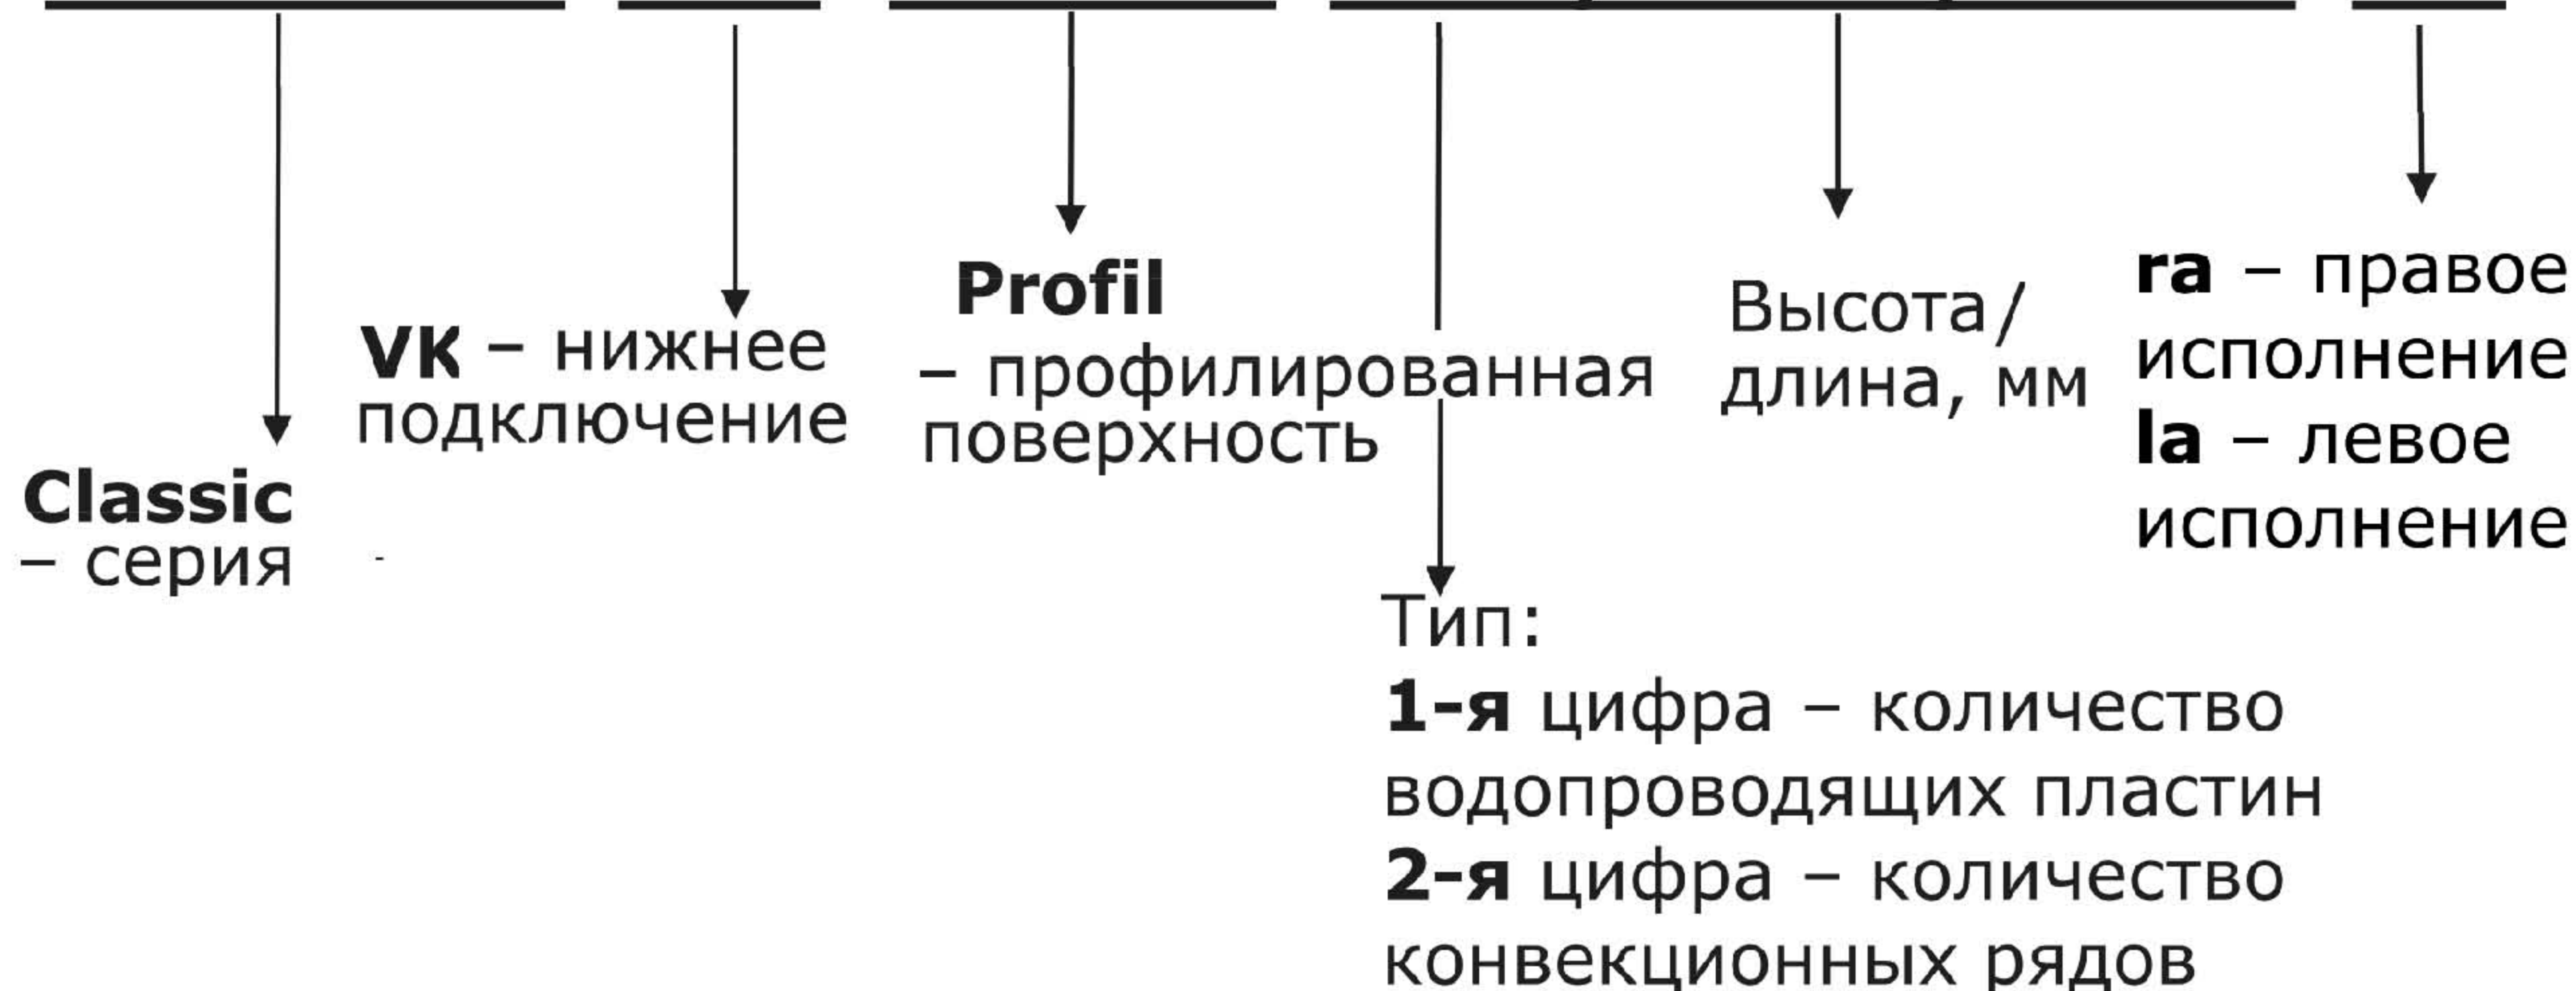 Classic
– серия
VK – нижнее
подключение
Profil
– профилированная
поверхность
Тип:
1-я цифра – количество
водопроводящих пластин
2-я цифра – количество
конвекционных рядов
Высота/
длина, мм
ra – правое
исполнение
la – левое
исполнение